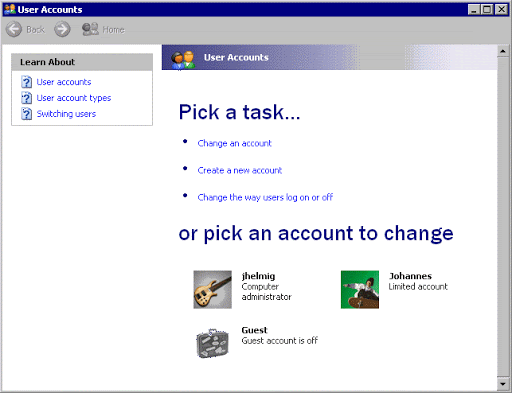 User Accounts
Back
Home
Learn About
User accounts
User account types
Switching users
User Accounts
Pick a task...
Change an account
Create a new account
Change the way users log on or off
or pick an account to change
jhelmig
Computer
administrator
Johannes
Limited account
Guest
Guest account is off